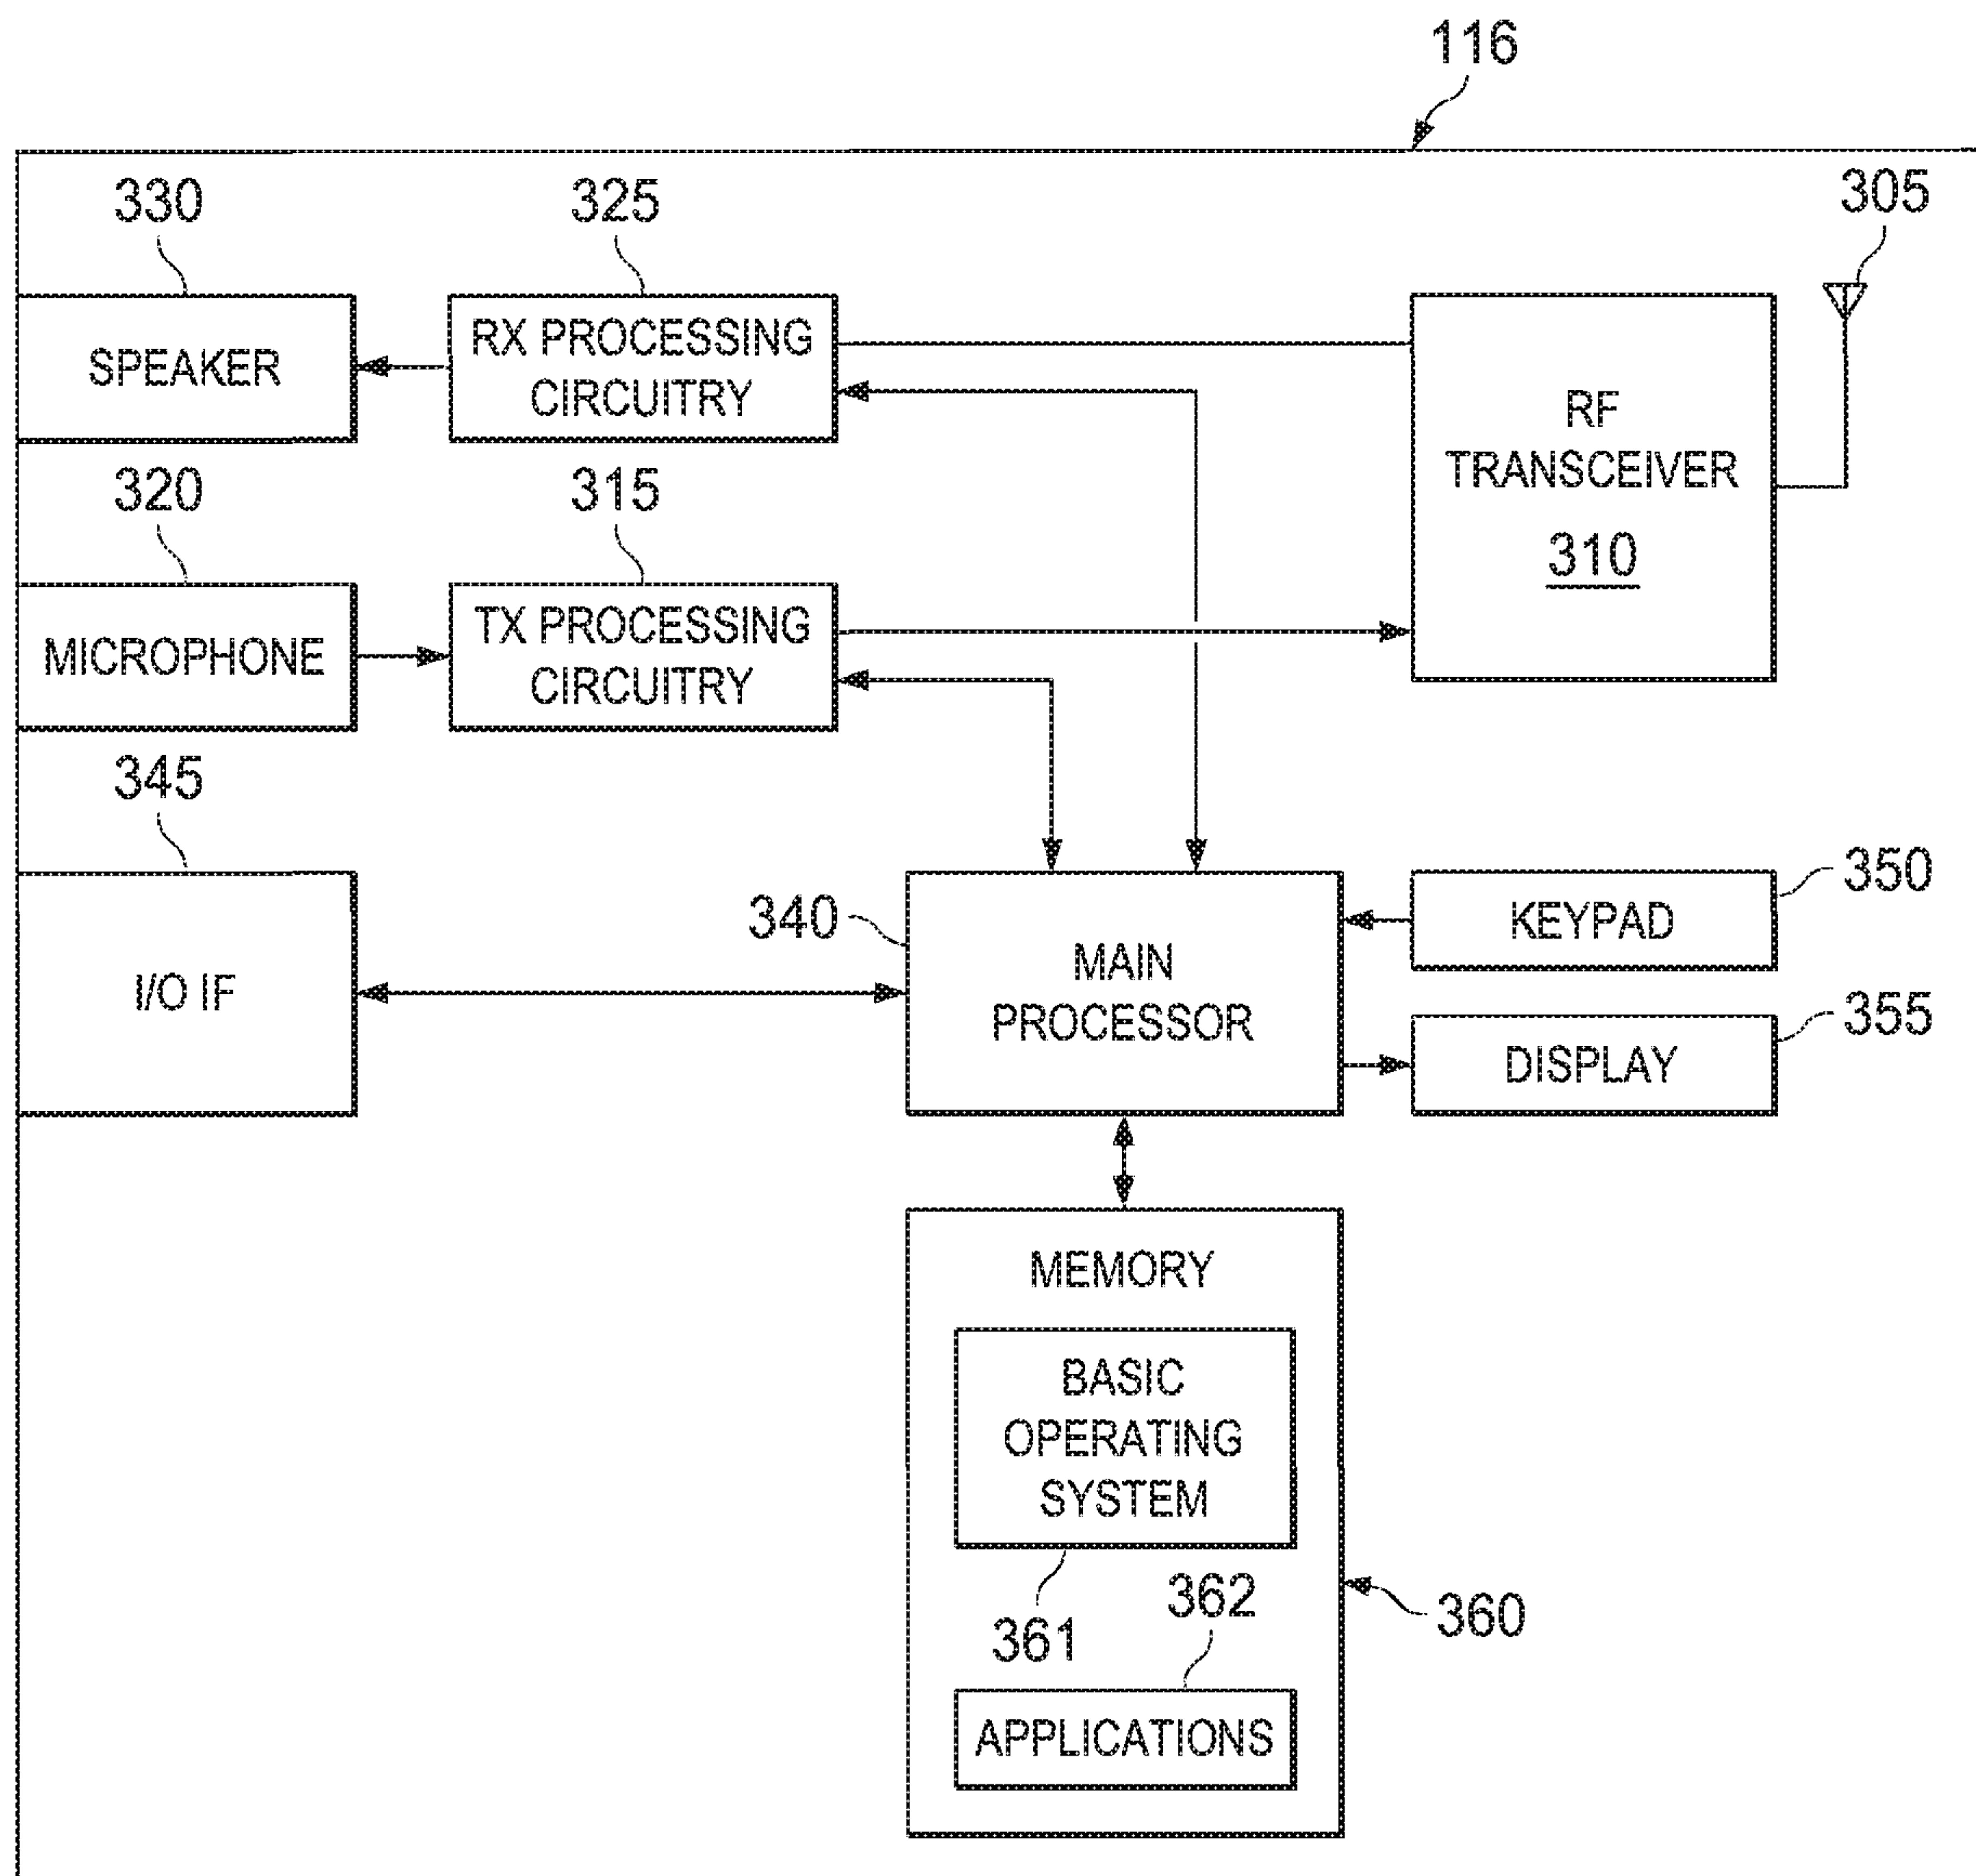 116
330
325
305
SPEAKER
RX PROCESSING
CIRCUITRY
RF
TRANSCEIVER
310
320
315
MICROPHONE
TX PROCESSING
CIRCUITRY
345
I/O IF
340
MAIN
PROCESSOR
KEYPAD
350
DISPLAY
355
MEMORY
BASIC
OPERATING
SYSTEM
361
362
360
APPLICATIONS